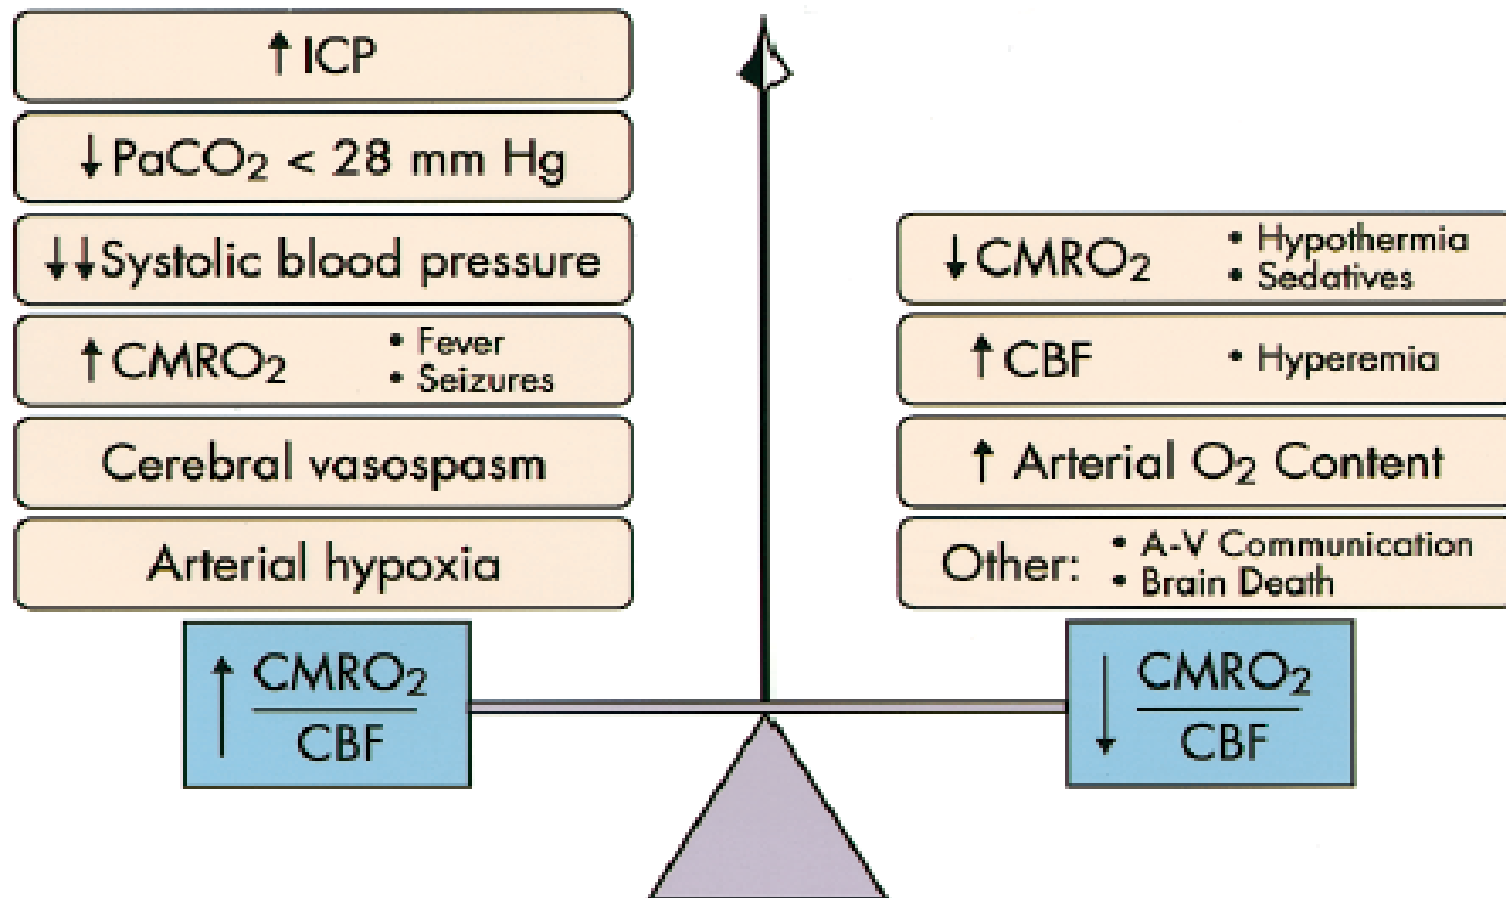 ↑ ICP
↓ PaCO₂ < 28 mm Hg
↓↓ Systolic blood pressure
↑ CMRO₂
• Fever
• Seizures
Cerebral vasospasm
Arterial hypoxia
↑ CMRO₂
CBF
↓ CMRO₂
• Hypothermia
• Sedatives
↑ CBF
• Hyperemia
↑ Arterial O₂ Content
Other:
• A-V Communication
• Brain Death
↓ CMRO₂
CBF